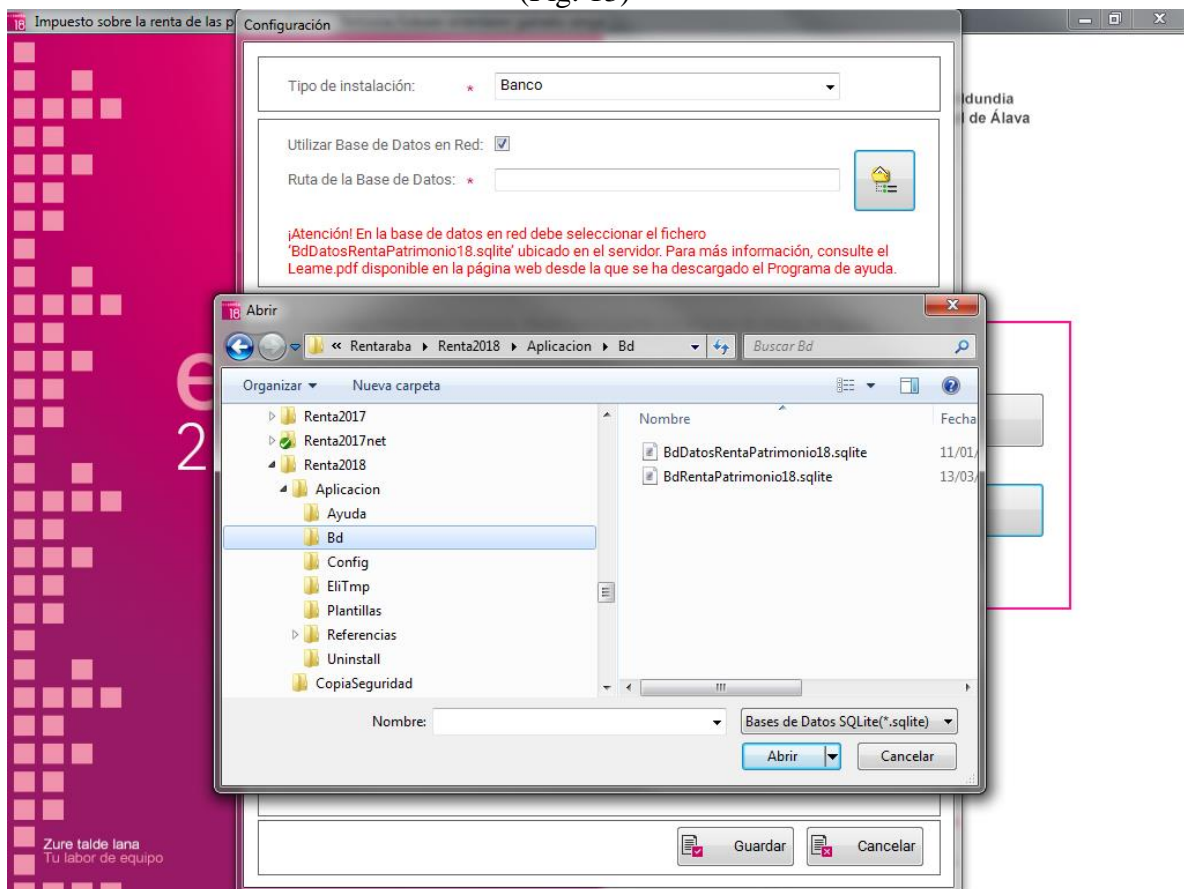 (Fig. 15)
18 Impuesto sobre la renta de las p
Configuración
Tipo de instalación: * Banco
ldundia
l de Álava
Utilizar Base de Datos en Red:
Ruta de la Base de Datos: *
¡Atención! En la base de datos en red debe seleccionar el fichero
'BdDatosRentaPatrimonio18.sqlite' ubicado en el servidor. Para más información, consulte el
Leame.pdf disponible en la página web desde la que se ha descargado el Programa de ayuda.
18 Abrir
« Rentaraba Renta2018 Aplicacion Bd
Buscar Bd
Organizar Nueva carpeta
e
2
Renta2017
Renta2017net
Renta2018
Aplicacion
Ayuda
Bd
Config
EliTmp
Plantillas
Referencias
Uninstall
CopiaSeguridad
Nombre Fecha
BdDatosRentaPatrimonio18.sqlite 11/01/
BdRentaPatrimonio18.sqlite 13/03/
Nombre: Bases de Datos SQLite(*.sqlite)
Abrir Cancelar
Guardar Cancelar
Zure talde lana
Tu labor de equipo